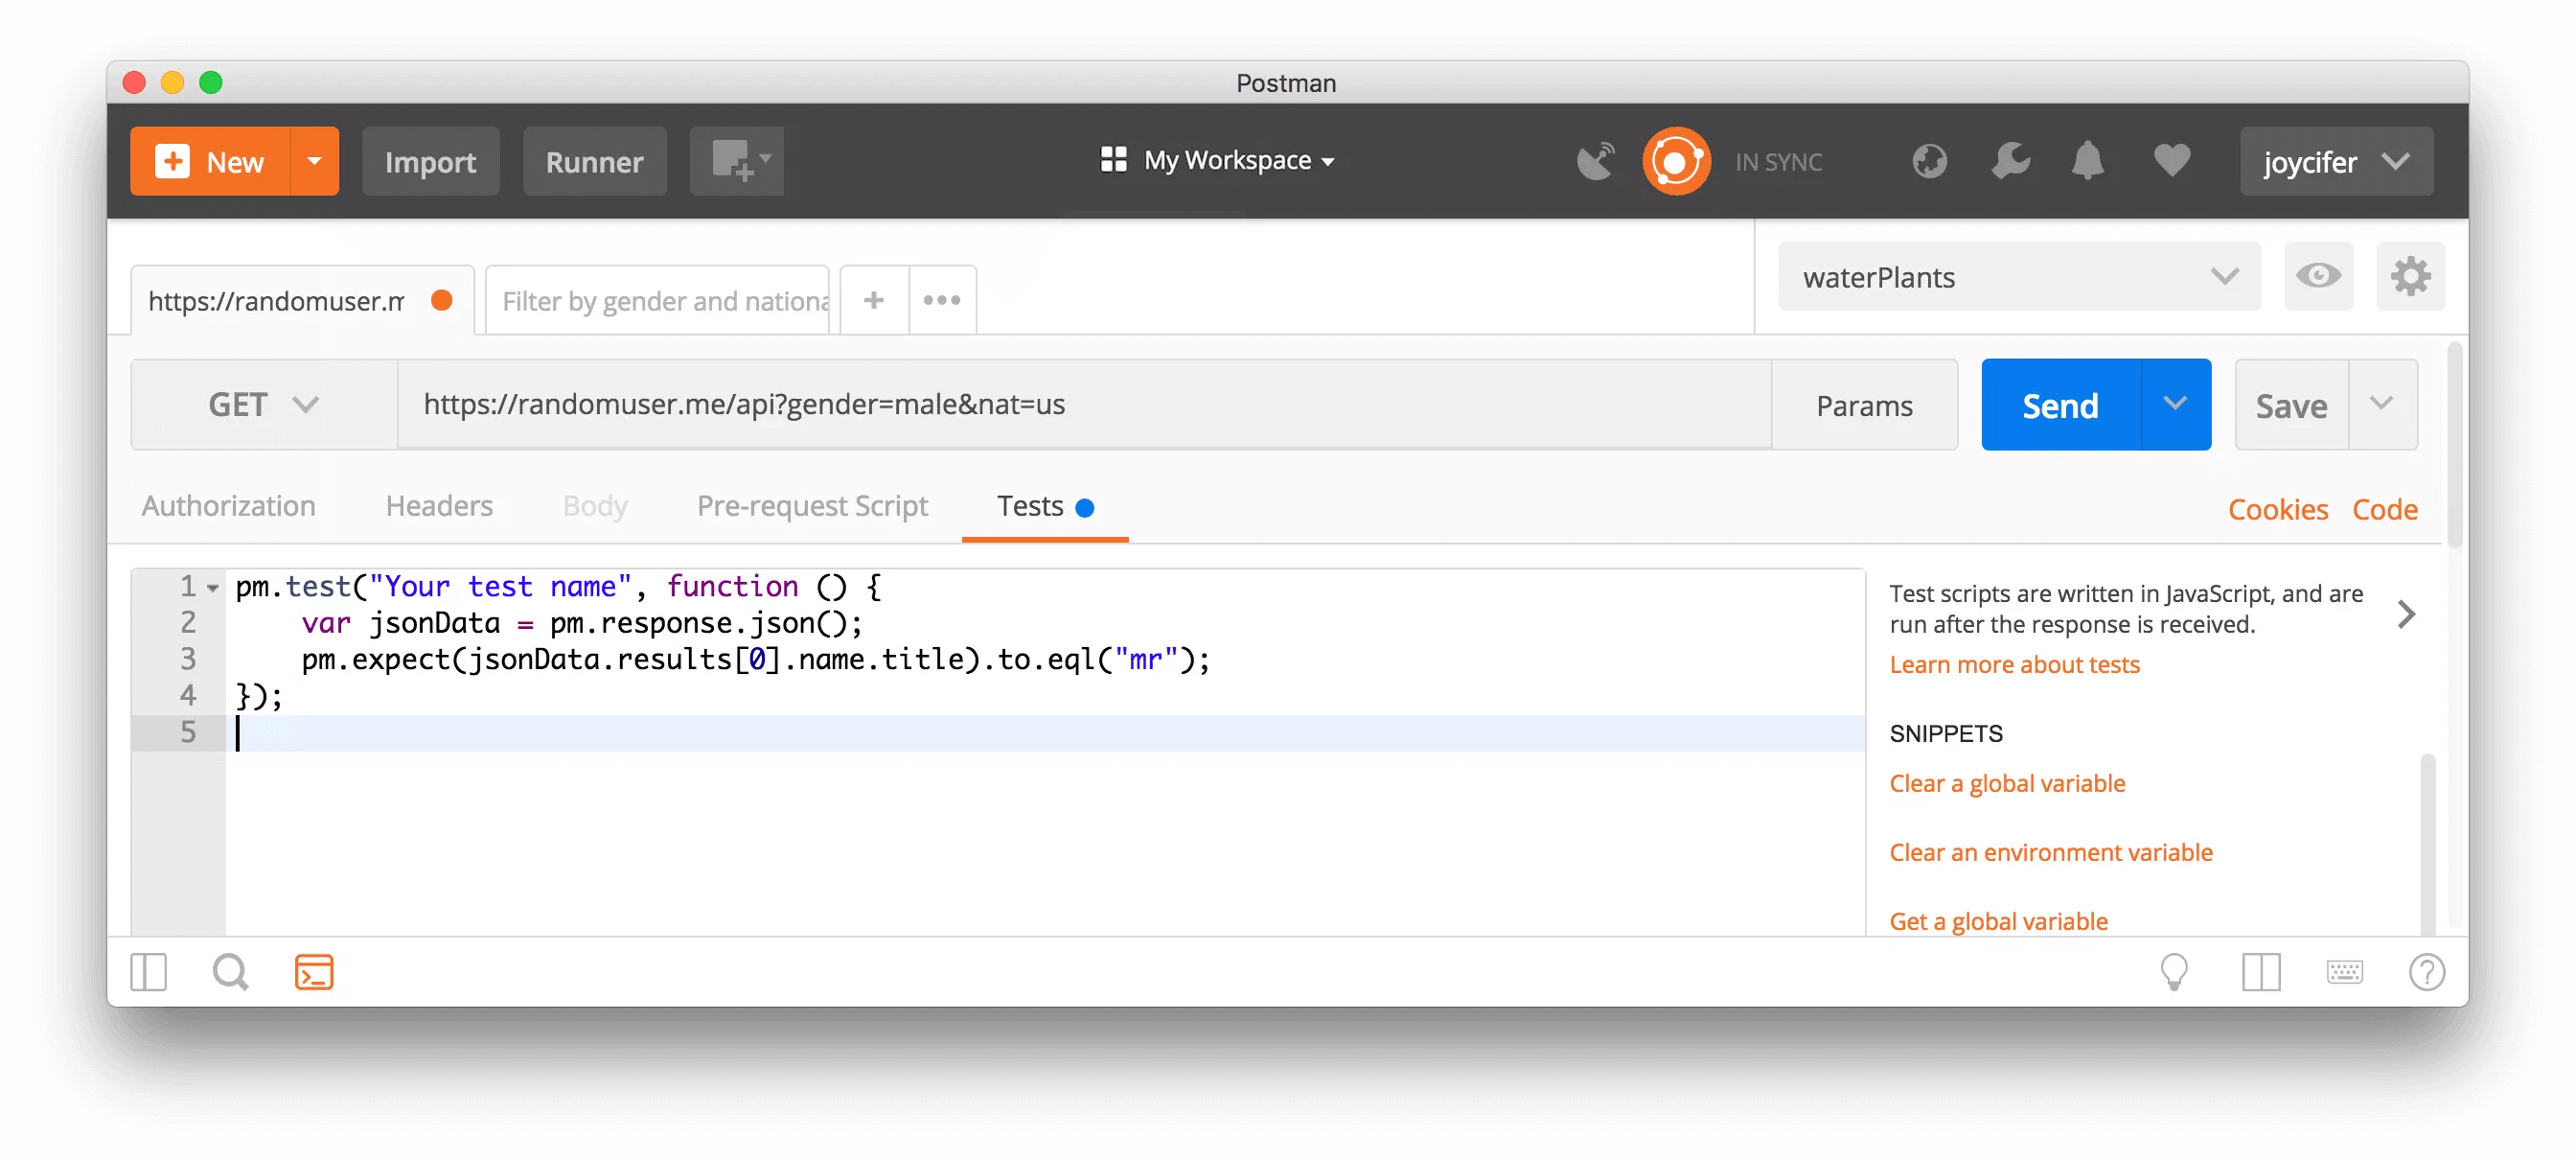 Postman
New
Import
Runner
My Workspace
IN SYNC
joycifer
https://randomuser.m
Filter by gender and nationa
+
•••
waterPlants
GET
https://randomuser.me/api?gender=male&nat=us
Params
Send
Save
Authorization
Headers
Body
Pre-request Script
Tests
Cookies
Code
1 pm.test("Your test name", function () {
2 var jsonData = pm.response.json();
3 pm.expect(jsonData.results[0].name.title).to.eql("mr");
4 });
5
Test scripts are written in JavaScript, and are
run after the response is received.
Learn more about tests
SNIPPETS
Clear a global variable
Clear an environment variable
Get a global variable